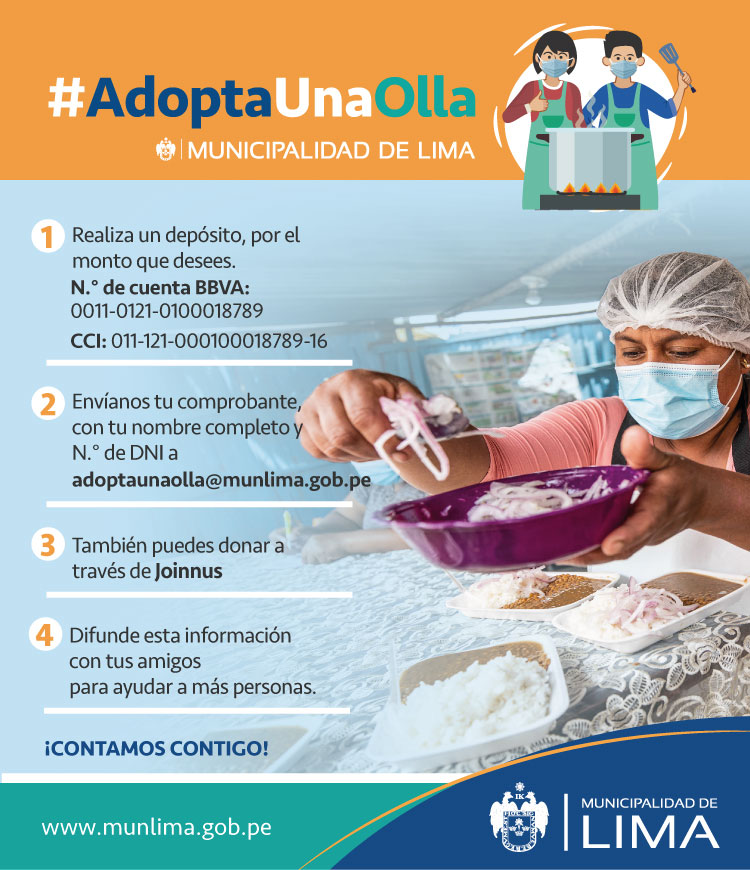 #AdoptaUnaOlla
MUNICIPALIDAD DE LIMA
1 Realiza un depósito, por el
monto que desees.
N.° de cuenta BBVA:
0011-0121-0100018789
CCI: 011-121-000100018789-16
2 Envíanos tu comprobante,
con tu nombre completo y
N.° de DNI a
adoptaunaolla@munlima.gob.pe
3 También puedes donar a
través de Joinnus
4 Difunde esta información
con tus amigos
para ayudar a más personas.
¡CONTAMOS CONTIGO!
www.munlima.gob.pe
MUNICIPALIDAD DE
LIMA